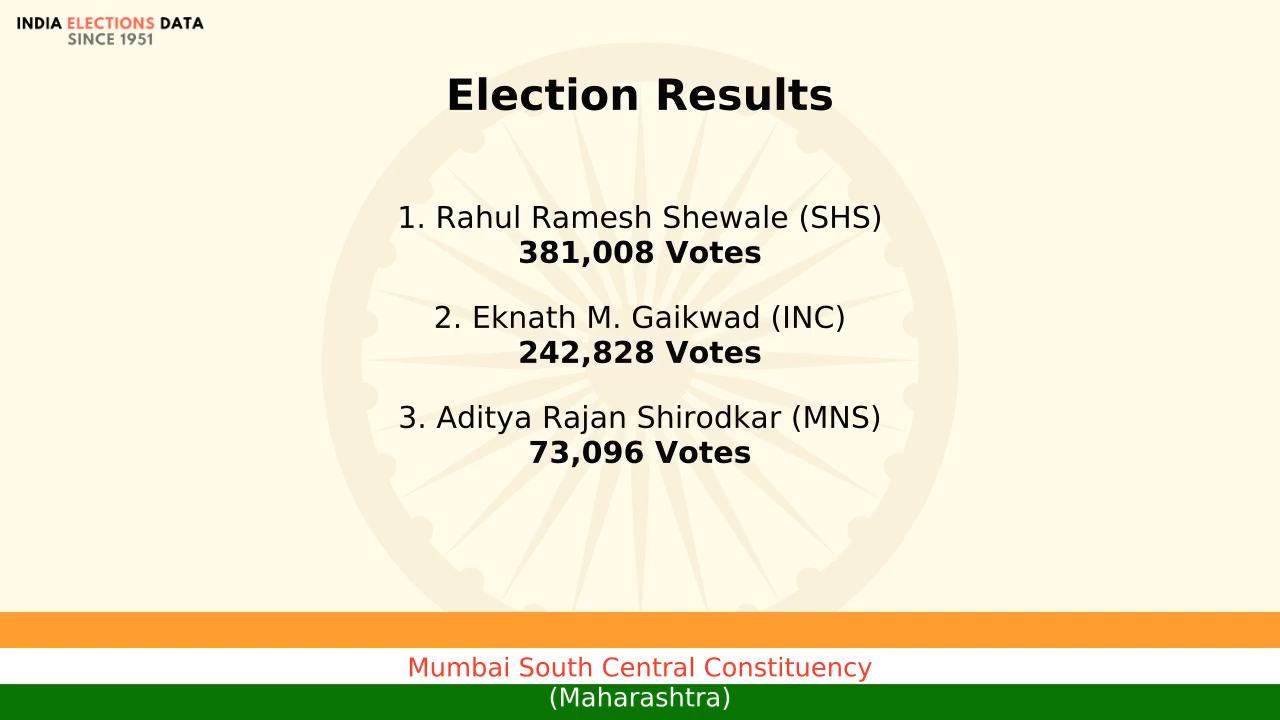 INDIA ELECTIONS DATA
SINCE 1951
Election Results
1. Rahul Ramesh Shewale (SHS)
381,008 Votes
2. Eknath M. Gaikwad (INC)
242,828 Votes
3. Aditya Rajan Shirodkar (MNS)
73,096 Votes
Mumbai South Central Constituency
(Maharashtra)